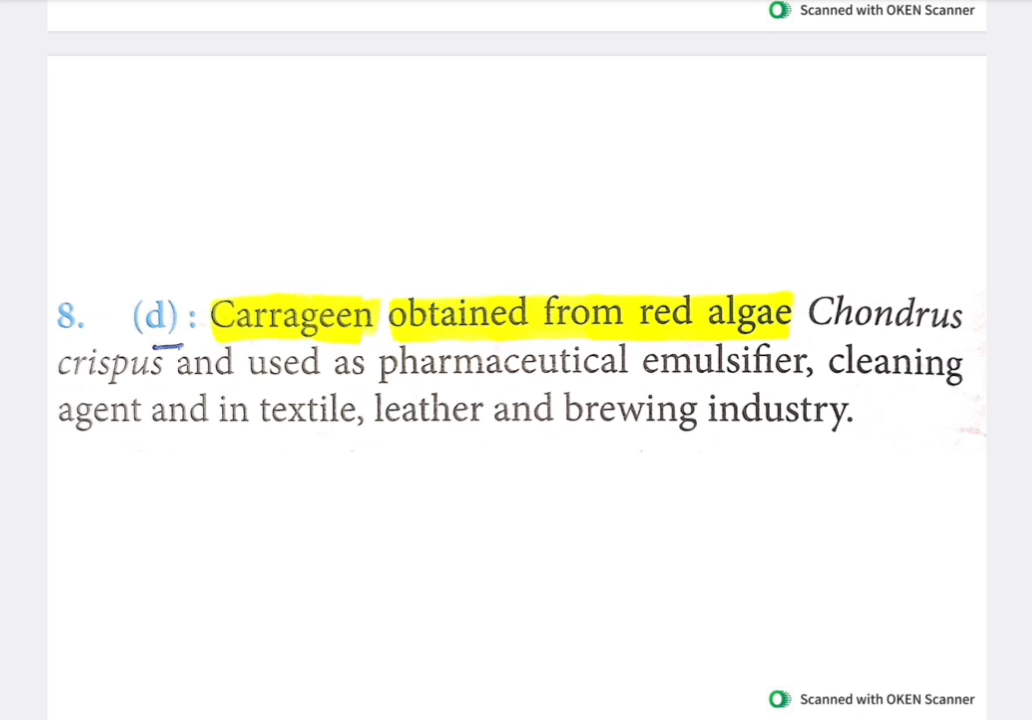 Scanned with OKEN Scanner
8. (d) : Carrageen obtained from red algae Chondrus
crispus and used as pharmaceutical emulsifier, cleaning
agent and in textile, leather and brewing industry.
Scanned with OKEN Scanner